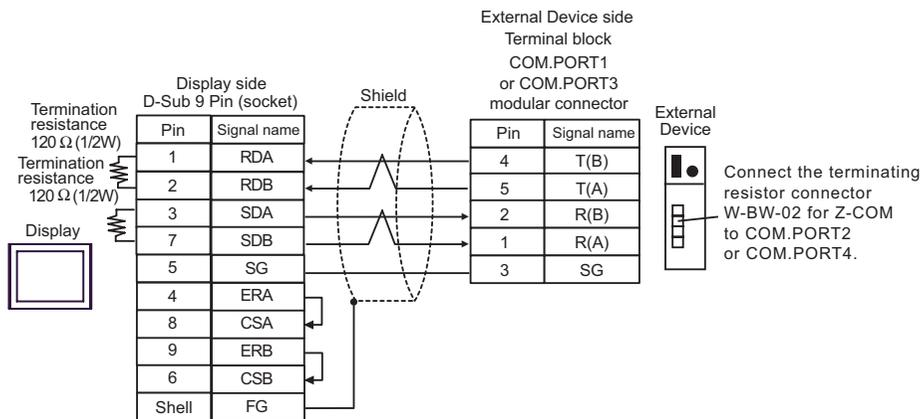 External Device side
Terminal block
COM.PORT1
or COM.PORT3
modular connector
Display side
D-Sub 9 Pin (socket)
Shield
Termination
resistance
120 Ω (1/2W)
Termination
resistance
120 Ω (1/2W)
Display
Pin Signal name
1 RDA
2 RDB
3 SDA
7 SDB
5 SG
4 ERA
8 CSA
9 ERB
6 CSB
Shell FG
Pin Signal name
4 T(B)
5 T(A)
2 R(B)
1 R(A)
3 SG
External
Device
Connect the terminating
resistor connector
W-BW-02 for Z-COM
to COM.PORT2
or COM.PORT4.